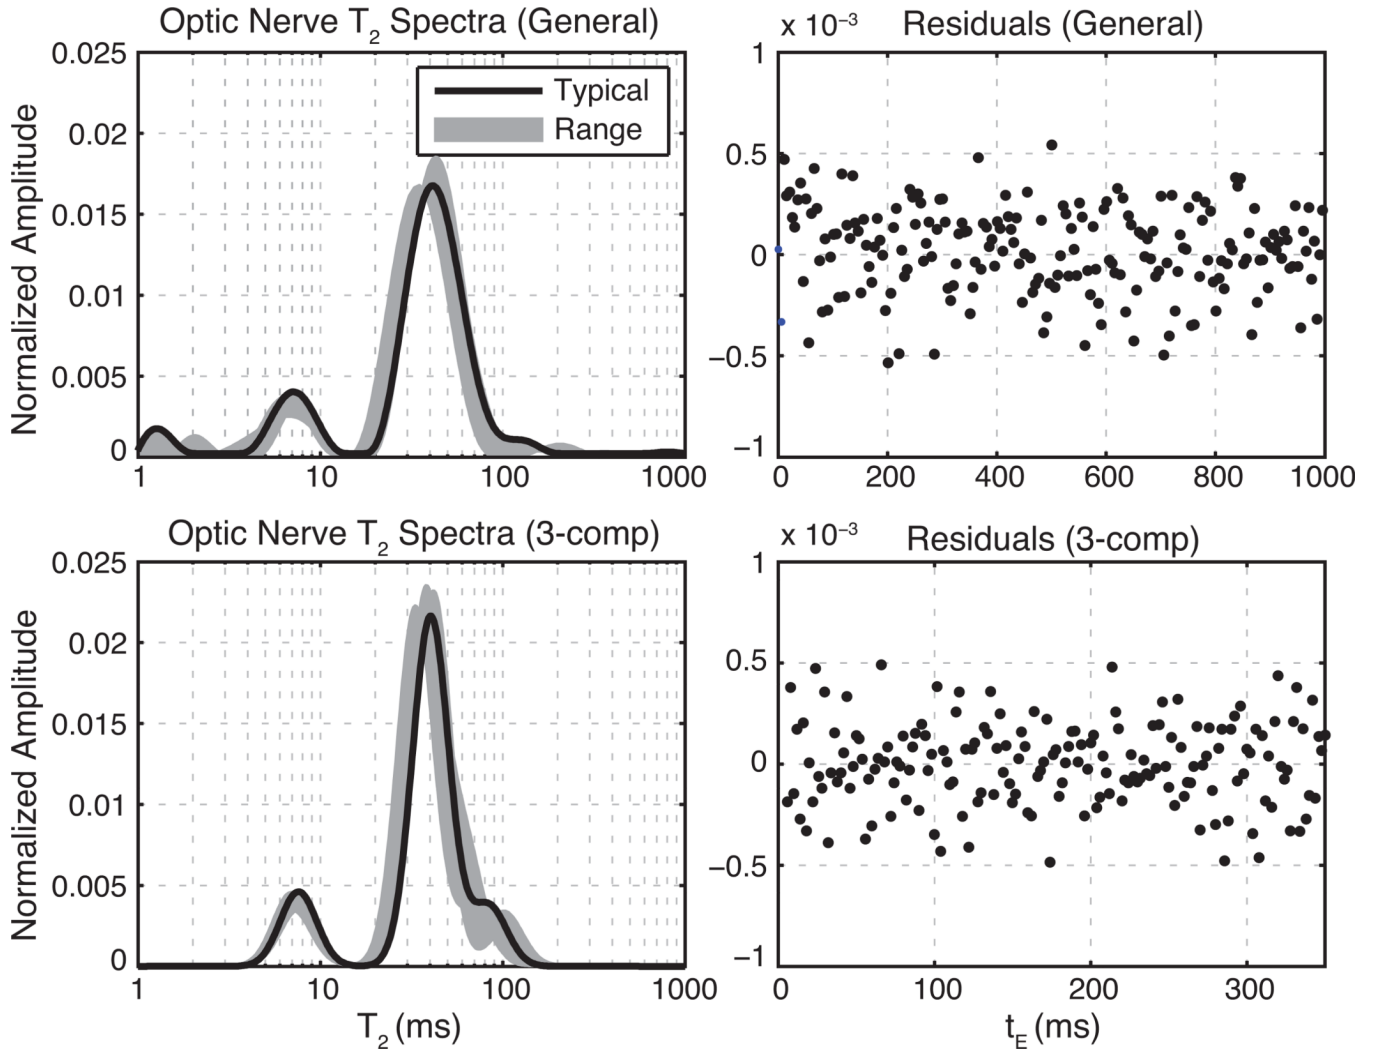 Optic Nerve T2 Spectra (General)
0.025
0.02
0.015
0.01
0.005
0
Normalized Amplitude
Typical
Range
1 10 100 1000
x 10−3 Residuals (General)
1
0.5
0
−0.5
−1
0 200 400 600 800 1000
Optic Nerve T2 Spectra (3-comp)
0.025
0.02
0.015
0.01
0.005
0
Normalized Amplitude
1 10 100 1000
T2 (ms)
x 10−3 Residuals (3-comp)
1
0.5
0
−0.5
−1
0 100 200 300
tE (ms)